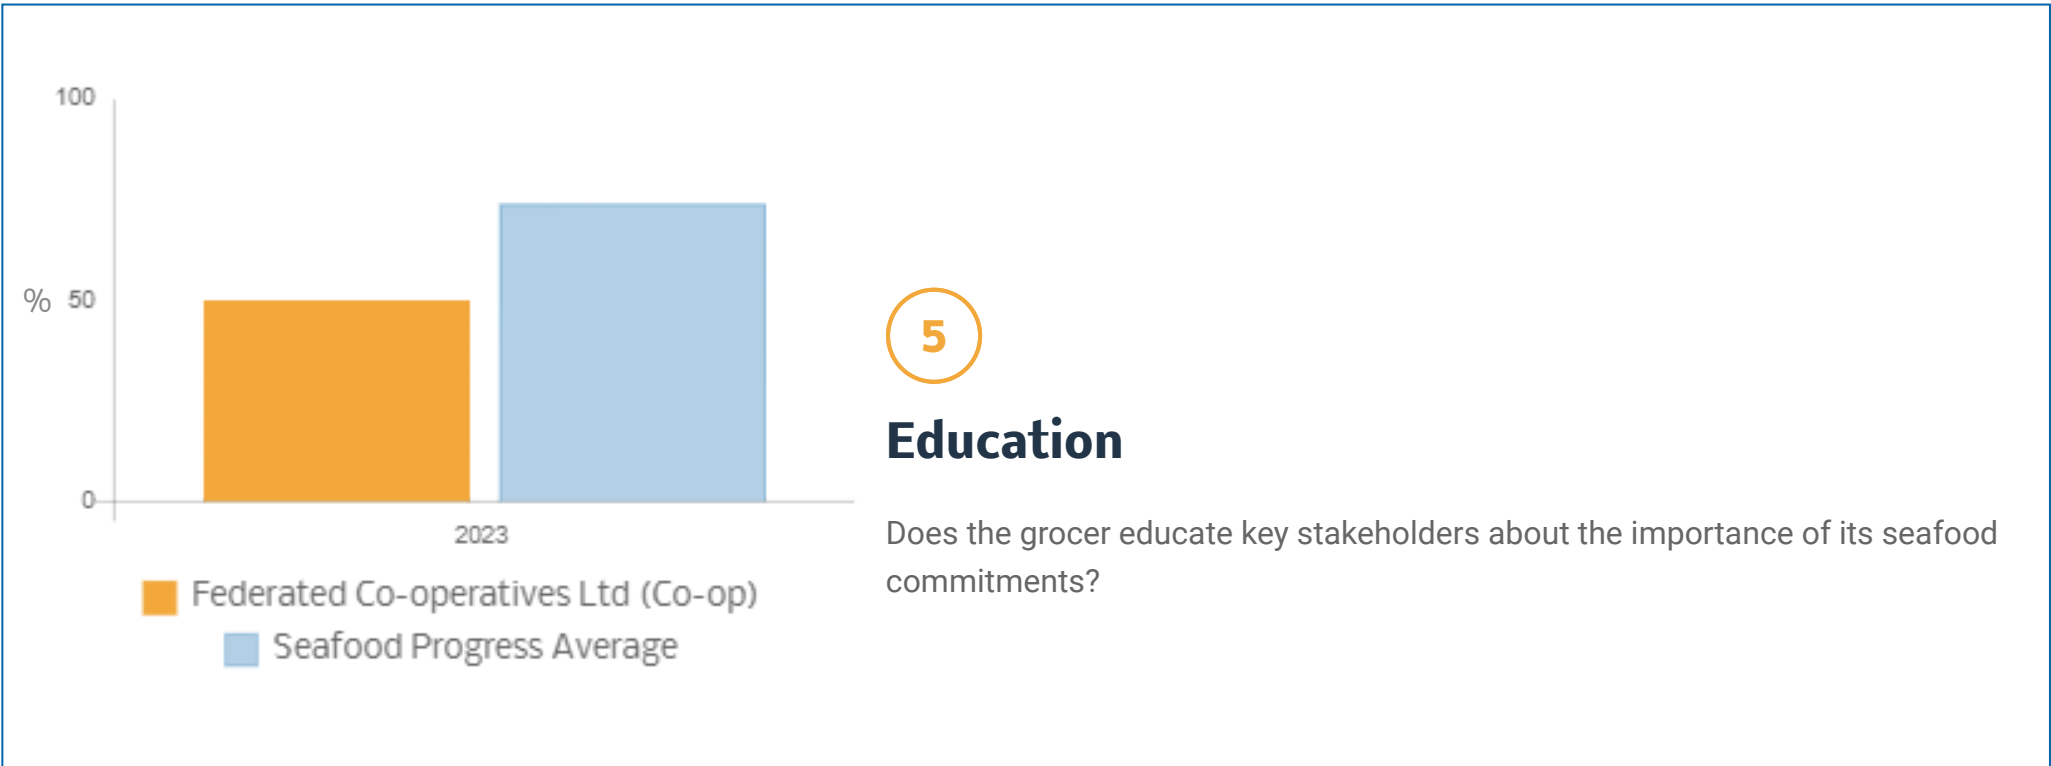 100
% 50
0
2023
Federated Co-operatives Ltd (Co-op)
Seafood Progress Average
5
Education
Does the grocer educate key stakeholders about the importance of its seafood
commitments?